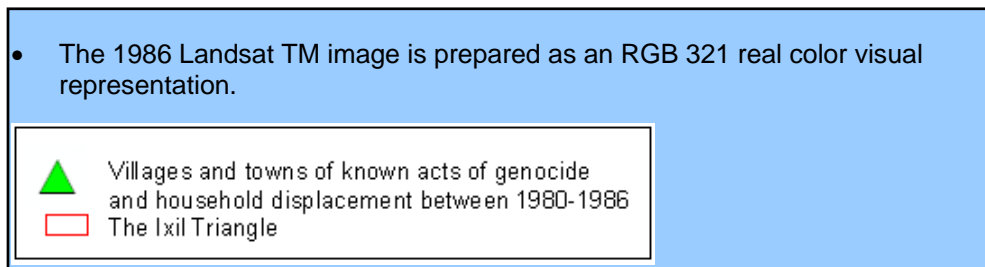 • The 1986 Landsat TM image is prepared as an RGB 321 real color visual
representation.
Villages and towns of known acts of genocide
and household displacement between 1980-1986
The Ixil Triangle